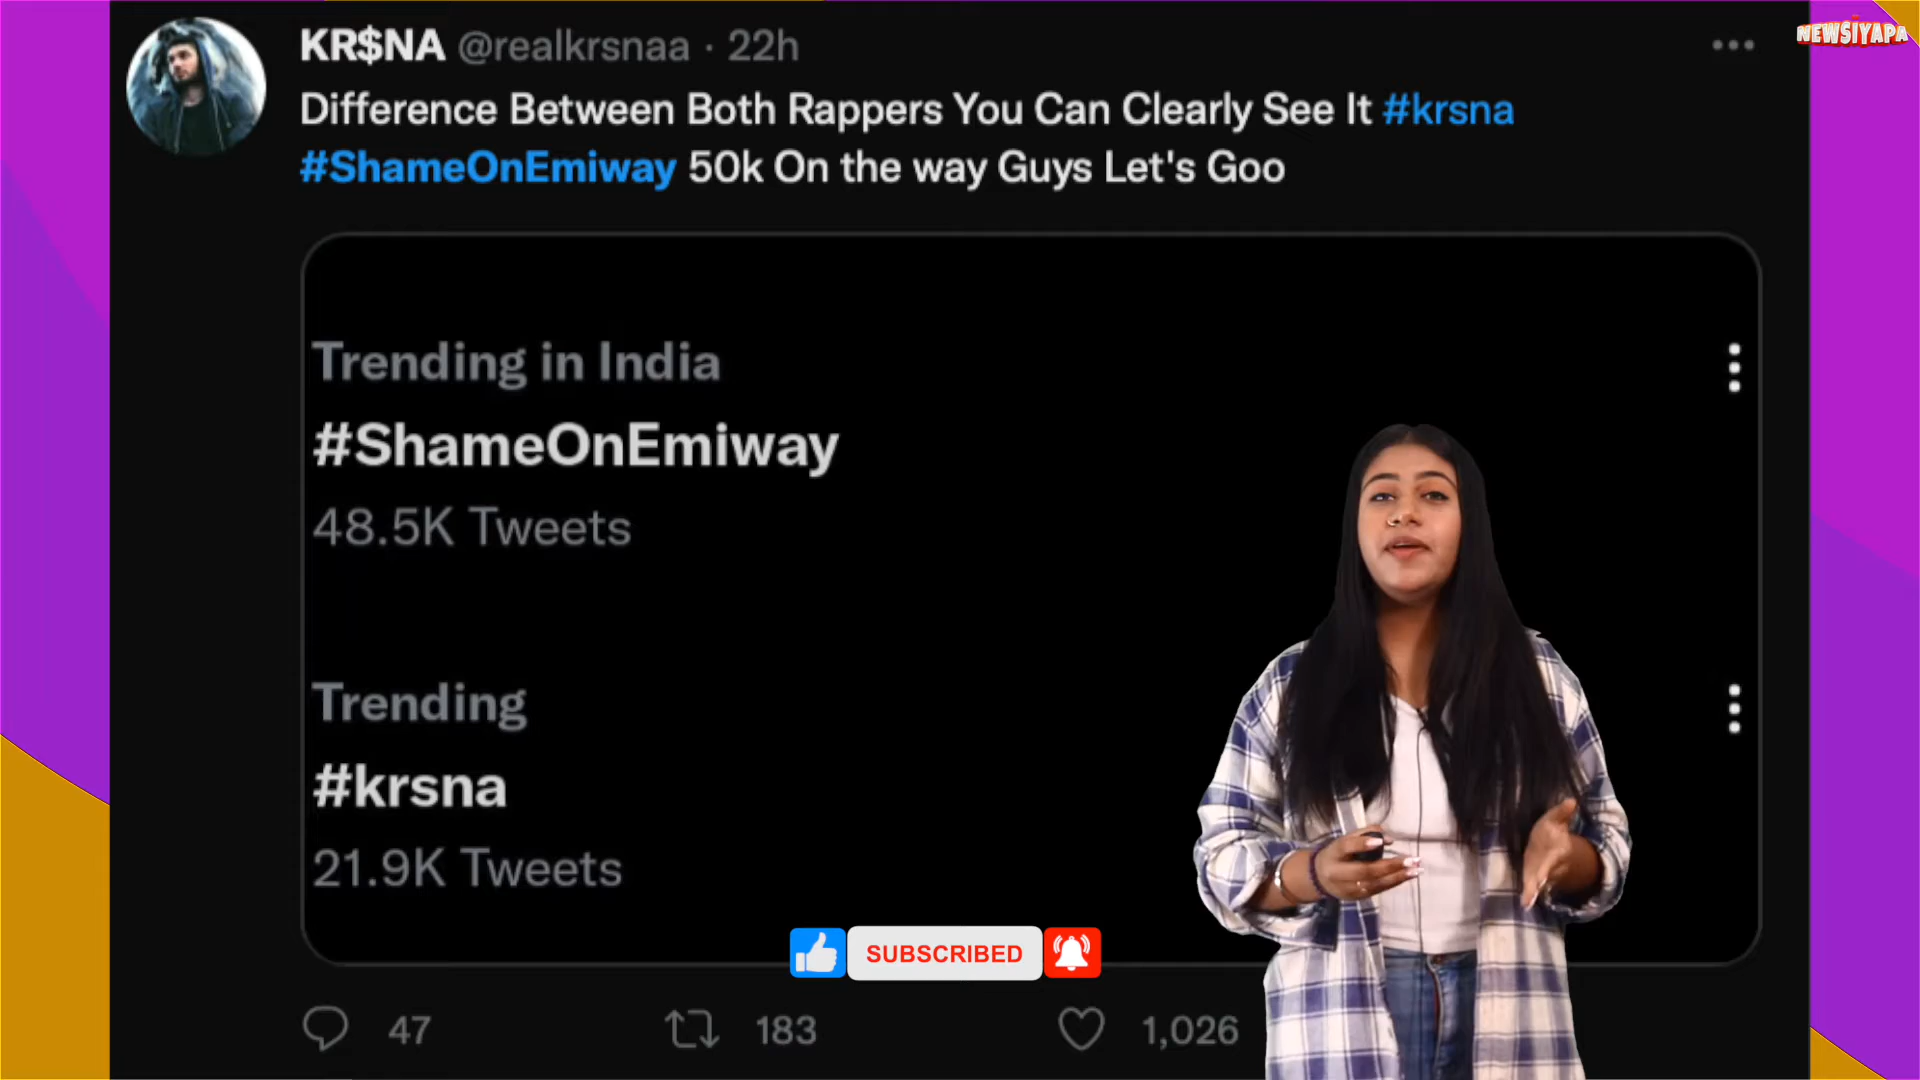 KR$NA @realkrsnaa · 22h
NEWSIYAPA
Difference Between Both Rappers You Can Clearly See It #krsna
#ShameOnEmiway 50k On the way Guys Let's Goo
Trending in India
#ShameOnEmiway
48.5K Tweets
Trending
#krsna
21.9K Tweets
SUBSCRIBED
47 183 1,026